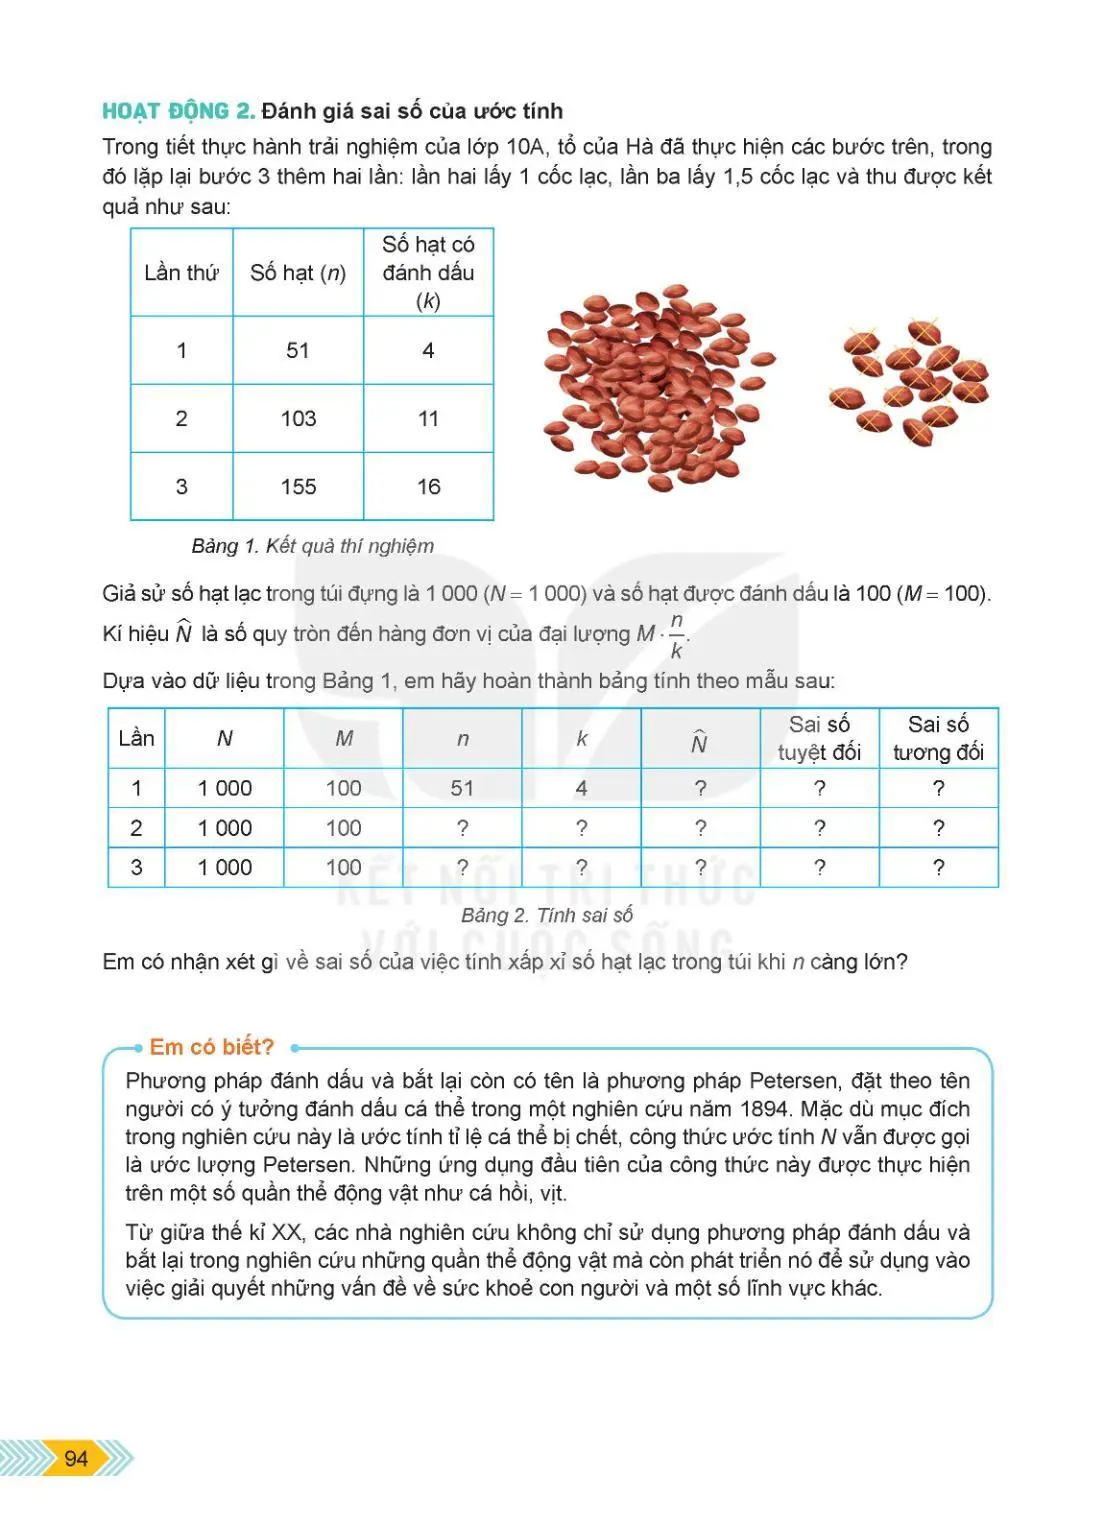 HOẠT ĐỘNG 2. Đánh giá sai số của ước tính
Trong tiết thực hành trải nghiệm của lớp 10A, tổ của Hà đã thực hiện các bước trên, trong
đó lặp lại bước 3 thêm hai lần: lần hai lấy 1 cốc lạc, lần ba lấy 1,5 cốc lạc và thu được kết
quả như sau:
Lần thứ | Số hạt (n) | Số hạt có đánh dấu (k)
1 | 51 | 4
2 | 103 | 11
3 | 155 | 16
Bảng 1. Kết quả thí nghiệm
Giả sử số hạt lạc trong túi đựng là 1 000 (N = 1 000) và số hạt được đánh dấu là 100 (M = 100).
Kí hiệu N̂ là số quy tròn đến hàng đơn vị của đại lượng M · n/k.
Dựa vào dữ liệu trong Bảng 1, em hãy hoàn thành bảng tính theo mẫu sau:
Lần | N | M | n | k | N̂ | Sai số tuyệt đối | Sai số tương đối
1 | 1 000 | 100 | 51 | 4 | ? | ? | ?
2 | 1 000 | 100 | ? | ? | ? | ? | ?
3 | 1 000 | 100 | ? | ? | ? | ? | ?
KẾT NỐI TRI THỨC
Bảng 2. Tính sai số
VỚI CUỘC SỐNG
Em có nhận xét gì về sai số của việc tính xấp xỉ số hạt lạc trong túi khi n càng lớn?
Em có biết?
Phương pháp đánh dấu và bắt lại còn có tên là phương pháp Petersen, đặt theo tên
người có ý tưởng đánh dấu cá thể trong một nghiên cứu năm 1894. Mặc dù mục đích
trong nghiên cứu này là ước tính tỉ lệ cá thể bị chết, công thức ước tính N vẫn được gọi
là ước lượng Petersen. Những ứng dụng đầu tiên của công thức này được thực hiện
trên một số quần thể động vật như cá hồi, vịt.
Từ giữa thế kỉ XX, các nhà nghiên cứu không chỉ sử dụng phương pháp đánh dấu và
bắt lại trong nghiên cứu những quần thể động vật mà còn phát triển nó để sử dụng vào
việc giải quyết những vấn đề về sức khoẻ con người và một số lĩnh vực khác.
94